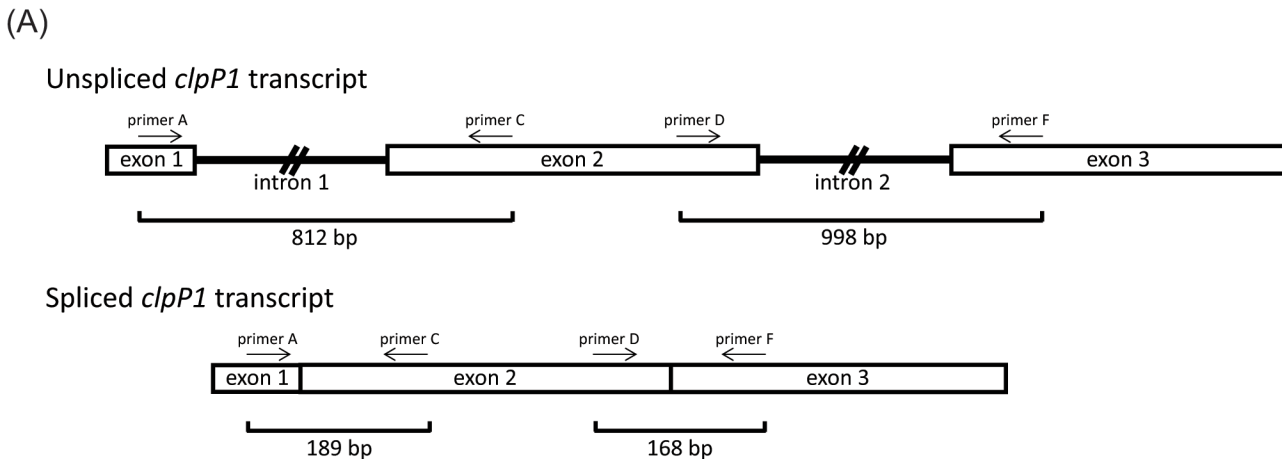 (A)
Unspliced clpP1 transcript
primer A primer C primer D primer F
exon 1 exon 2 exon 3
intron 1 intron 2
812 bp 998 bp
Spliced clpP1 transcript
primer A primer C primer D primer F
exon 1 exon 2 exon 3
189 bp 168 bp